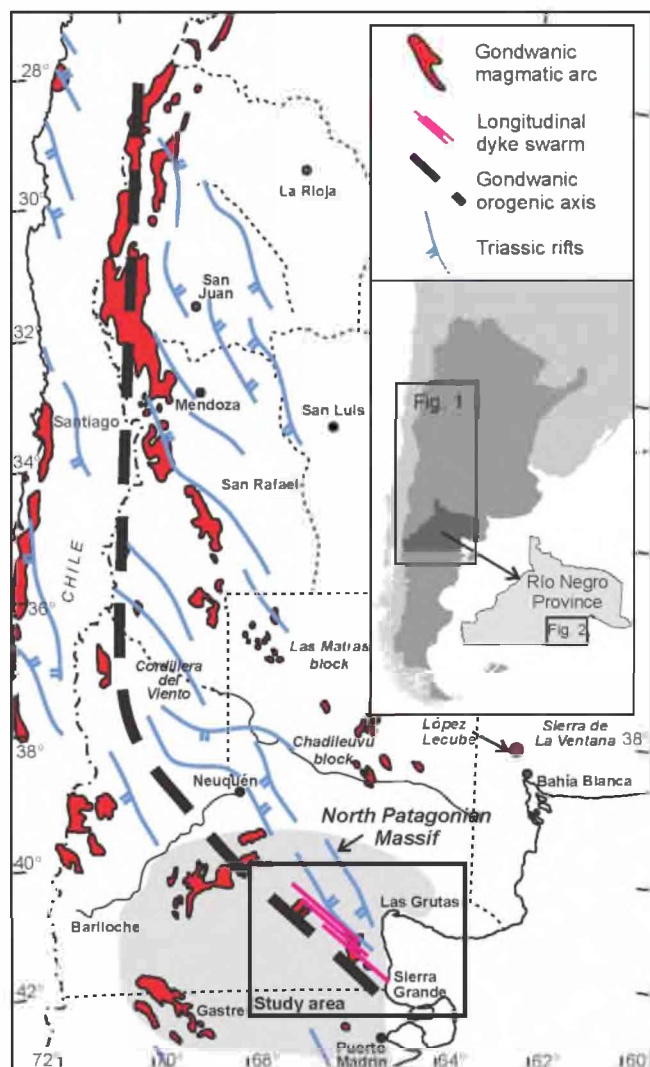 28°
30°
32°
34°
36°
38°
40°
42°
72°
70°
68°
66°
64°
62°
60°
38°
La Rioja
San
Juan
Mendoza
San Luis
Santiago
San Rafael
CHILE
Las Matras
block
Cordillera
del
Viento
Chadileuvú
block
Neuquén
López
Lecube
Sierra de
La Ventana
Bahía Blanca
North Patagonian
Massif
Bariloche
Las Grutas
Sierra
Grande
Gastre
Study area
Puerto
Madryn
Gondwanic
magmatic arc
Longitudinal
dyke swarm
Gondwanic
orogenic axis
Triassic rifts
Fig. 1
Río Negro
Province
Fig. 2